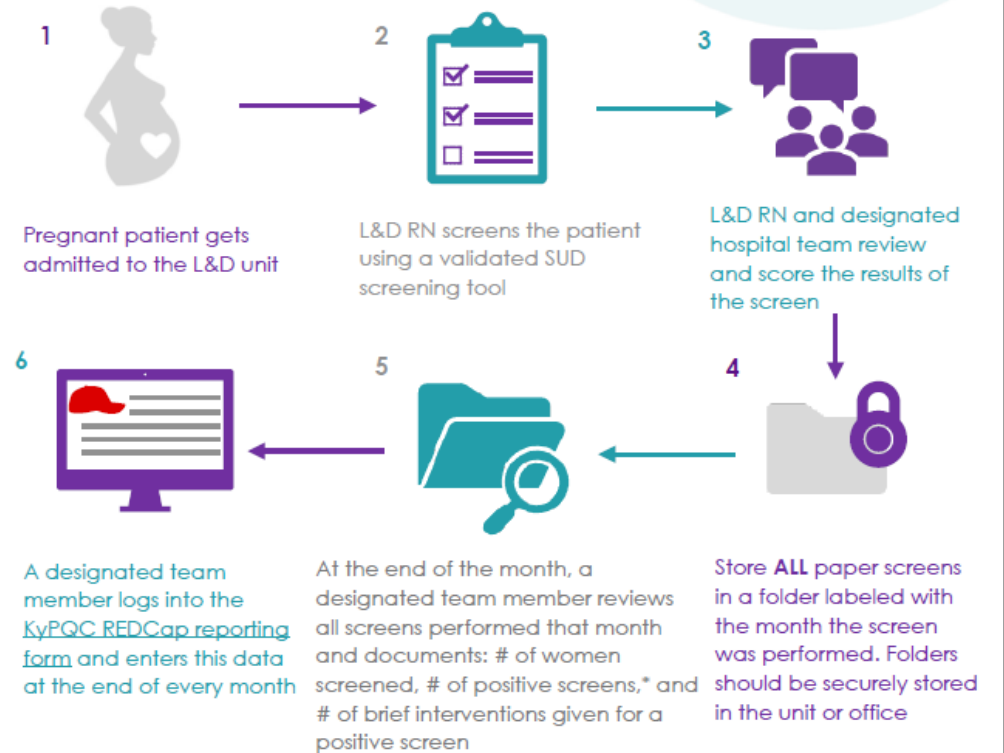 1
Pregnant patient gets
admitted to the L&D unit
2
L&D RN screens the patient
using a validated SUD
screening tool
3
L&D RN and designated
hospital team review
and score the results of
the screen
4
Store ALL paper screens
in a folder labeled with
the month the screen
was performed. Folders
should be securely stored
in the unit or office
5
At the end of the month, a
designated team member reviews
all screens performed that month
and documents: # of women
screened, # of positive screens,* and
# of brief interventions given for a
positive screen
6
A designated team
member logs into the
KyPQC REDCap reporting
form and enters this data
at the end of every month